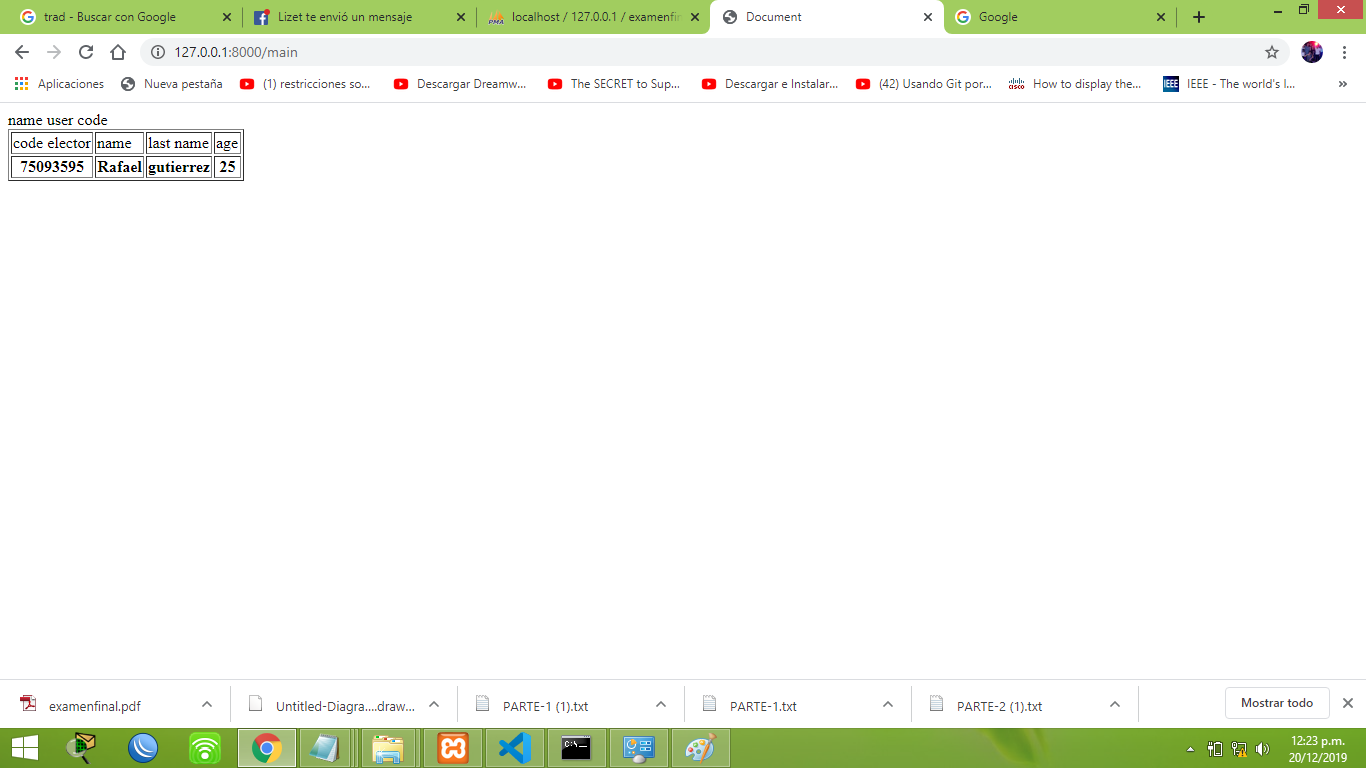 trad - Buscar con Google
Lizet te envió un mensaje
localhost / 127.0.0.1 / examenfin
Document
Google
127.0.0.1:8000/main
Aplicaciones
Nueva pestaña
(1) restricciones so...
Descargar Dreamw...
The SECRET to Sup...
Descargar e Instalar...
(42) Usando Git por...
How to display the...
IEEE - The world's l...
name user code
code elector name last name age
75093595 Rafael gutierrez 25
examenfinal.pdf
Untitled-Diagra....draw...
PARTE-1 (1).txt
PARTE-1.txt
PARTE-2 (1).txt
Mostrar todo
12:23 p.m.
20/12/2019